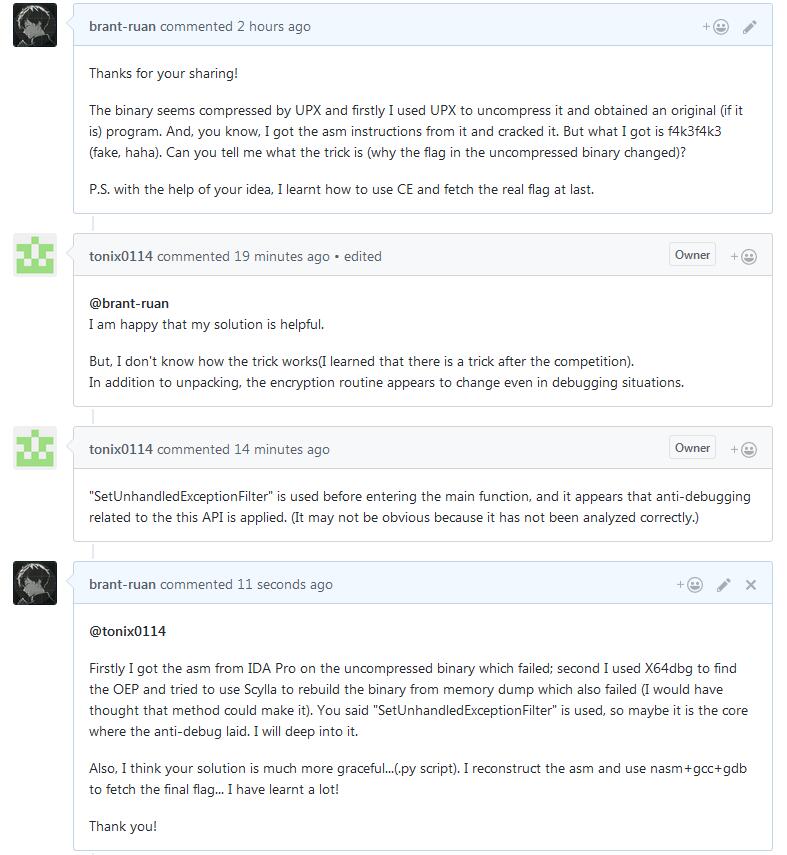 brant-ruan commented 2 hours ago
Thanks for your sharing!
The binary seems compressed by UPX and firstly I used UPX to uncompress it and obtained an original (if it
is) program. And, you know, I got the asm instructions from it and cracked it. But what I got is f4k3f4k3
(fake, haha). Can you tell me what the trick is (why the flag in the uncompressed binary changed)?
P.S. with the help of your idea, I learnt how to use CE and fetch the real flag at last.
tonix0114 commented 19 minutes ago • edited Owner
@brant-ruan
I am happy that my solution is helpful.
But, I don't know how the trick works(I learned that there is a trick after the competition).
In addition to unpacking, the encryption routine appears to change even in debugging situations.
tonix0114 commented 14 minutes ago Owner
"SetUnhandledExceptionFilter" is used before entering the main function, and it appears that anti-debugging
related to the this API is applied. (It may not be obvious because it has not been analyzed correctly.)
brant-ruan commented 11 seconds ago
@tonix0114
Firstly I got the asm from IDA Pro on the uncompressed binary which failed; second I used X64dbg to find
the OEP and tried to use Scylla to rebuild the binary from memory dump which also failed (I would have
thought that method could make it). You said "SetUnhandledExceptionFilter" is used, so maybe it is the core
where the anti-debug laid. I will deep into it.
Also, I think your solution is much more graceful...(.py script). I reconstruct the asm and use nasm+gcc+gdb
to fetch the final flag... I have learnt a lot!
Thank you!